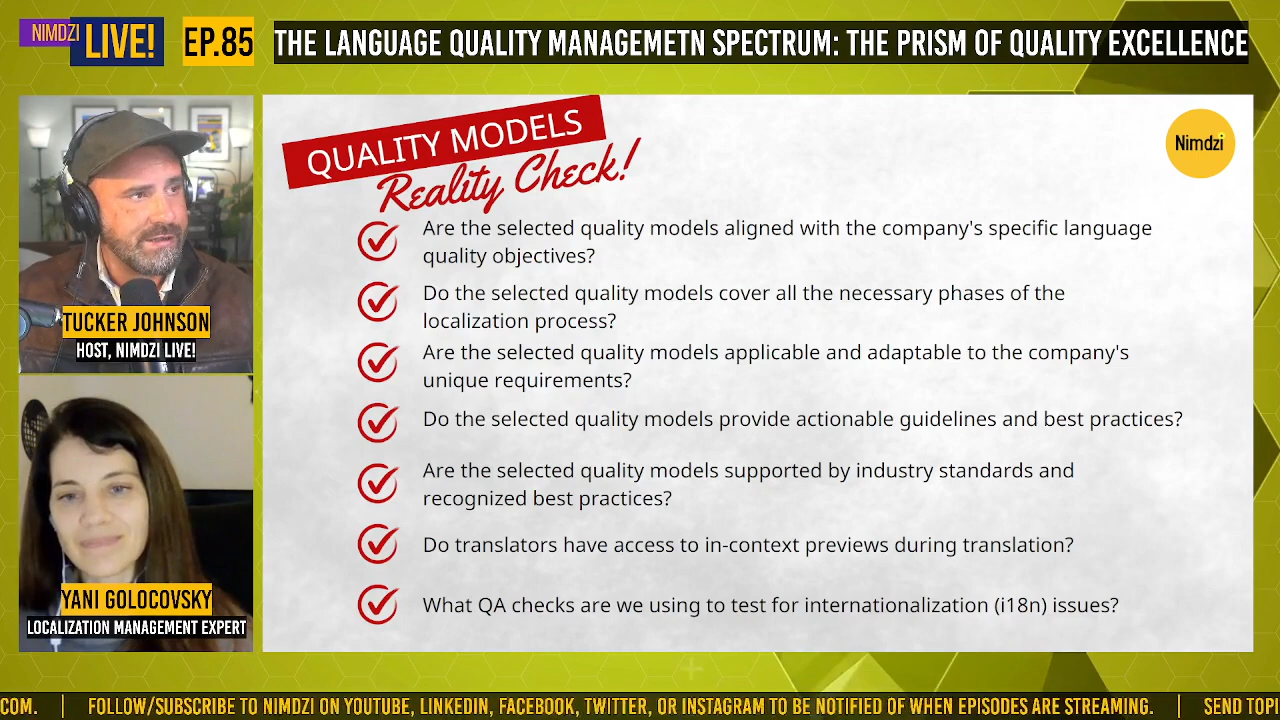 NIMDZI LIVE! EP.85 THE LANGUAGE QUALITY MANAGEMETN SPECTRUM: THE PRISM OF QUALITY EXCELLENCE
TUCKER JOHNSON
HOST, NIMDZI LIVE!
YANI GOLOCOVSKY
LOCALIZATION MANAGEMENT EXPERT
QUALITY MODELS
Reality Check!
Nimdzi
Are the selected quality models aligned with the company's specific language
quality objectives?
Do the selected quality models cover all the necessary phases of the
localization process?
Are the selected quality models applicable and adaptable to the company's
unique requirements?
Do the selected quality models provide actionable guidelines and best practices?
Are the selected quality models supported by industry standards and
recognized best practices?
Do translators have access to in-context previews during translation?
What QA checks are we using to test for internationalization (i18n) issues?
COM. | FOLLOW/SUBSCRIBE TO NIMDZI ON YOUTUBE, LINKEDIN, FACEBOOK, TWITTER, OR INSTAGRAM TO BE NOTIFIED OF WHEN EPISODES ARE STREAMING. | SEND